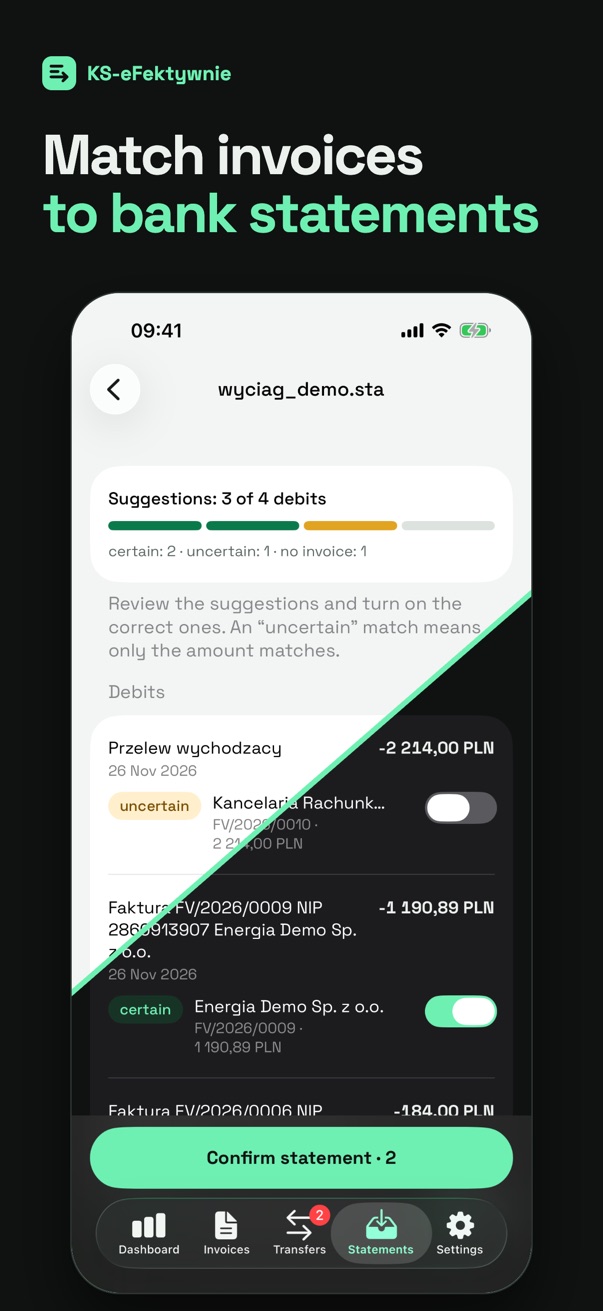 KS-eFektywnie
Match invoices
to bank statements
09:41
wyciag_demo.sta
Suggestions: 3 of 4 debits
certain: 2 · uncertain: 1 · no invoice: 1
Review the suggestions and turn on the
correct ones. An “uncertain” match means
only the amount matches.
Debits
Przelew wychodzacy
-2 214,00 PLN
26 Nov 2026
uncertain
Kancelaria Rachunk...
FV/2026/0010 ·
2 214,00 PLN
Faktura FV/2026/0009 NIP
-1 190,89 PLN
2869913907 Energia Demo Sp.
z o.o.
26 Nov 2026
certain
Energia Demo Sp. z o.o.
FV/2026/0009 ·
1 190,89 PLN
Faktura FV/2026/0006 NIP
-184,00 PLN
Confirm statement · 2
2
Dashboard
Invoices
Transfers
Statements
Settings